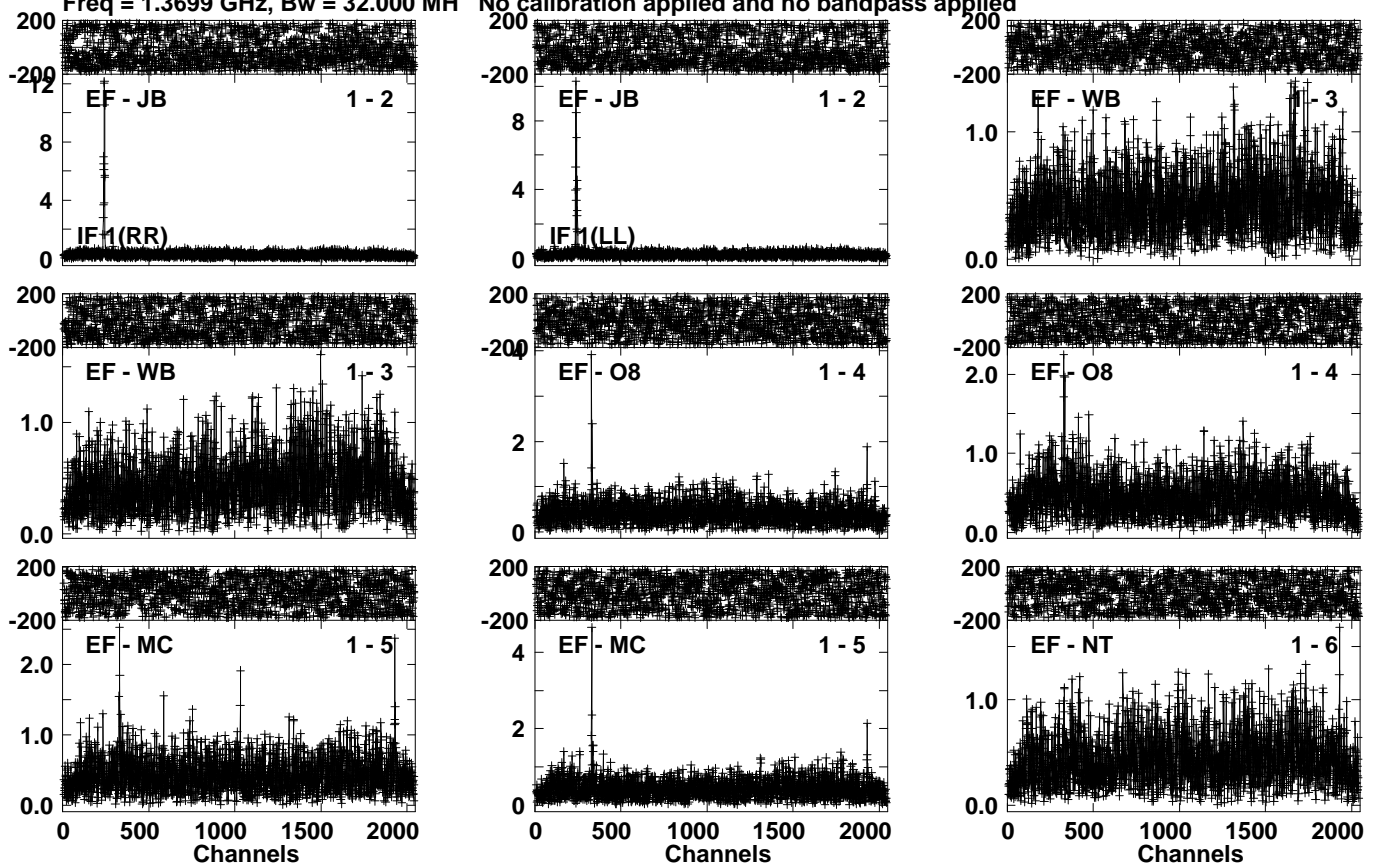 Freq = 1.3699 GHz, Bw = 32.000 MH No calibration applied and no bandpass applied
200 200 200
-200 -200 -200
12
EF - JB 1 - 2 EF - JB 1 - 2 EF - WB 1 - 3
8 8 1.0
4 4
IF 1(RR) IF 1(LL)
0 0 0.0
200 200 200
-200 -200 -200
4
EF - WB 1 - 3 EF - O8 1 - 4 EF - O8 1 - 4
2.0
1.0 2 1.0
0.0 0 0.0
200 200 200
-200 -200 -200
EF - MC 1 - 5 EF - MC 1 - 5 EF - NT 1 - 6
2.0 4
1.0 2 1.0
0.0 0 0.0
0 500 1000 1500 2000 0 500 1000 1500 2000 0 500 1000 1500 2000
Channels Channels Channels